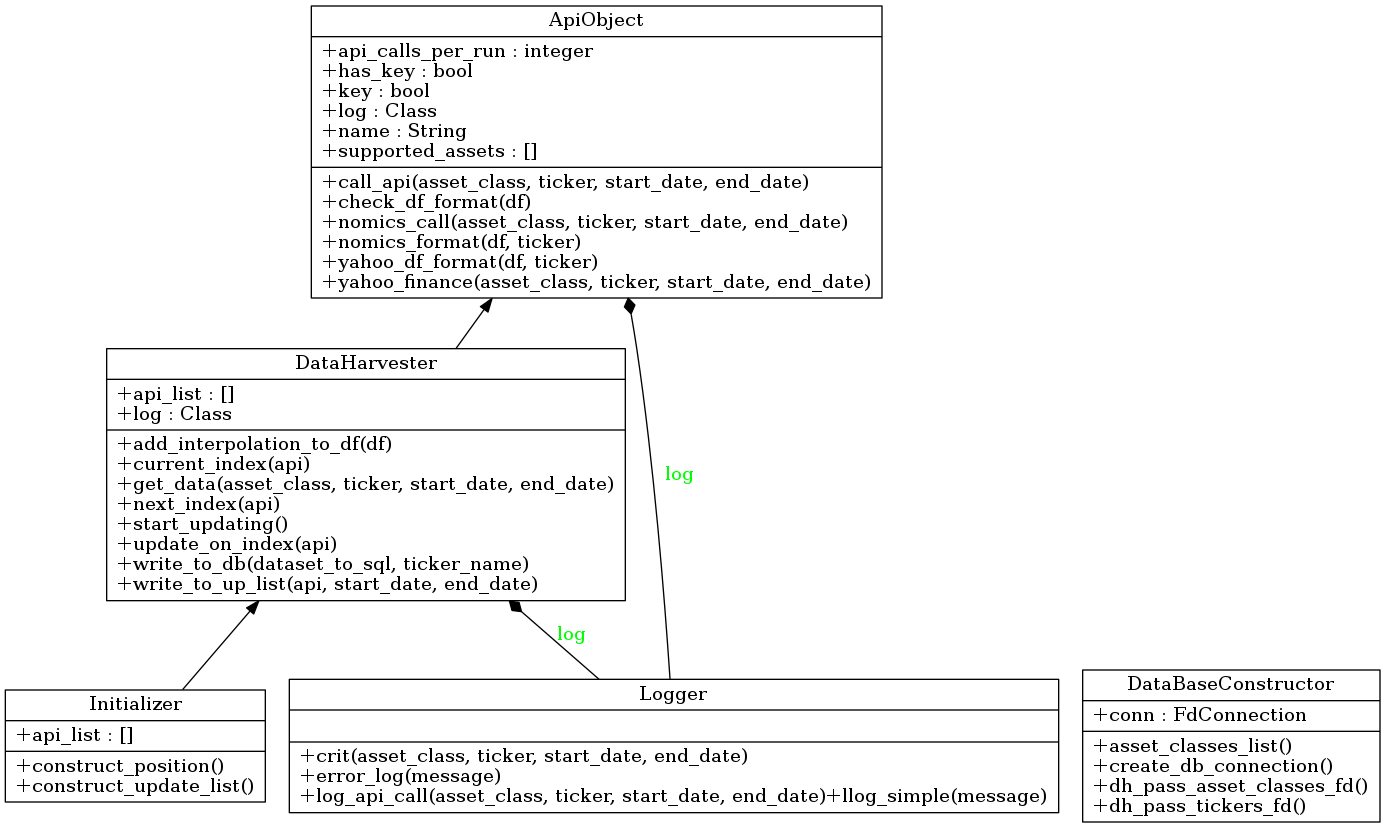 ApiObject
+api_calls_per_run : integer
+has_key : bool
+key : bool
+log : Class
+name : String
+supported_assets : []
+call_api(asset_class, ticker, start_date, end_date)
+check_df_format(df)
+nomics_call(asset_class, ticker, start_date, end_date)
+nomics_format(df, ticker)
+yahoo_df_format(df, ticker)
+yahoo_finance(asset_class, ticker, start_date, end_date)
DataHarvester
+api_list : []
+log : Class
+add_interpolation_to_df(df)
+current_index(api)
+get_data(asset_class, ticker, start_date, end_date)
+next_index(api)
+start_updating()
+update_on_index(api)
+write_to_db(dataset_to_sql, ticker_name)
+write_to_up_list(api, start_date, end_date)
log
log
Initializer
+api_list : []
+construct_position()
+construct_update_list()
Logger
+crit(asset_class, ticker, start_date, end_date)
+error_log(message)
+log_api_call(asset_class, ticker, start_date, end_date)+llog_simple(message)
DataBaseConstructor
+conn : FdConnection
+asset_classes_list()
+create_db_connection()
+dh_pass_asset_classes_fd()
+dh_pass_tickers_fd()